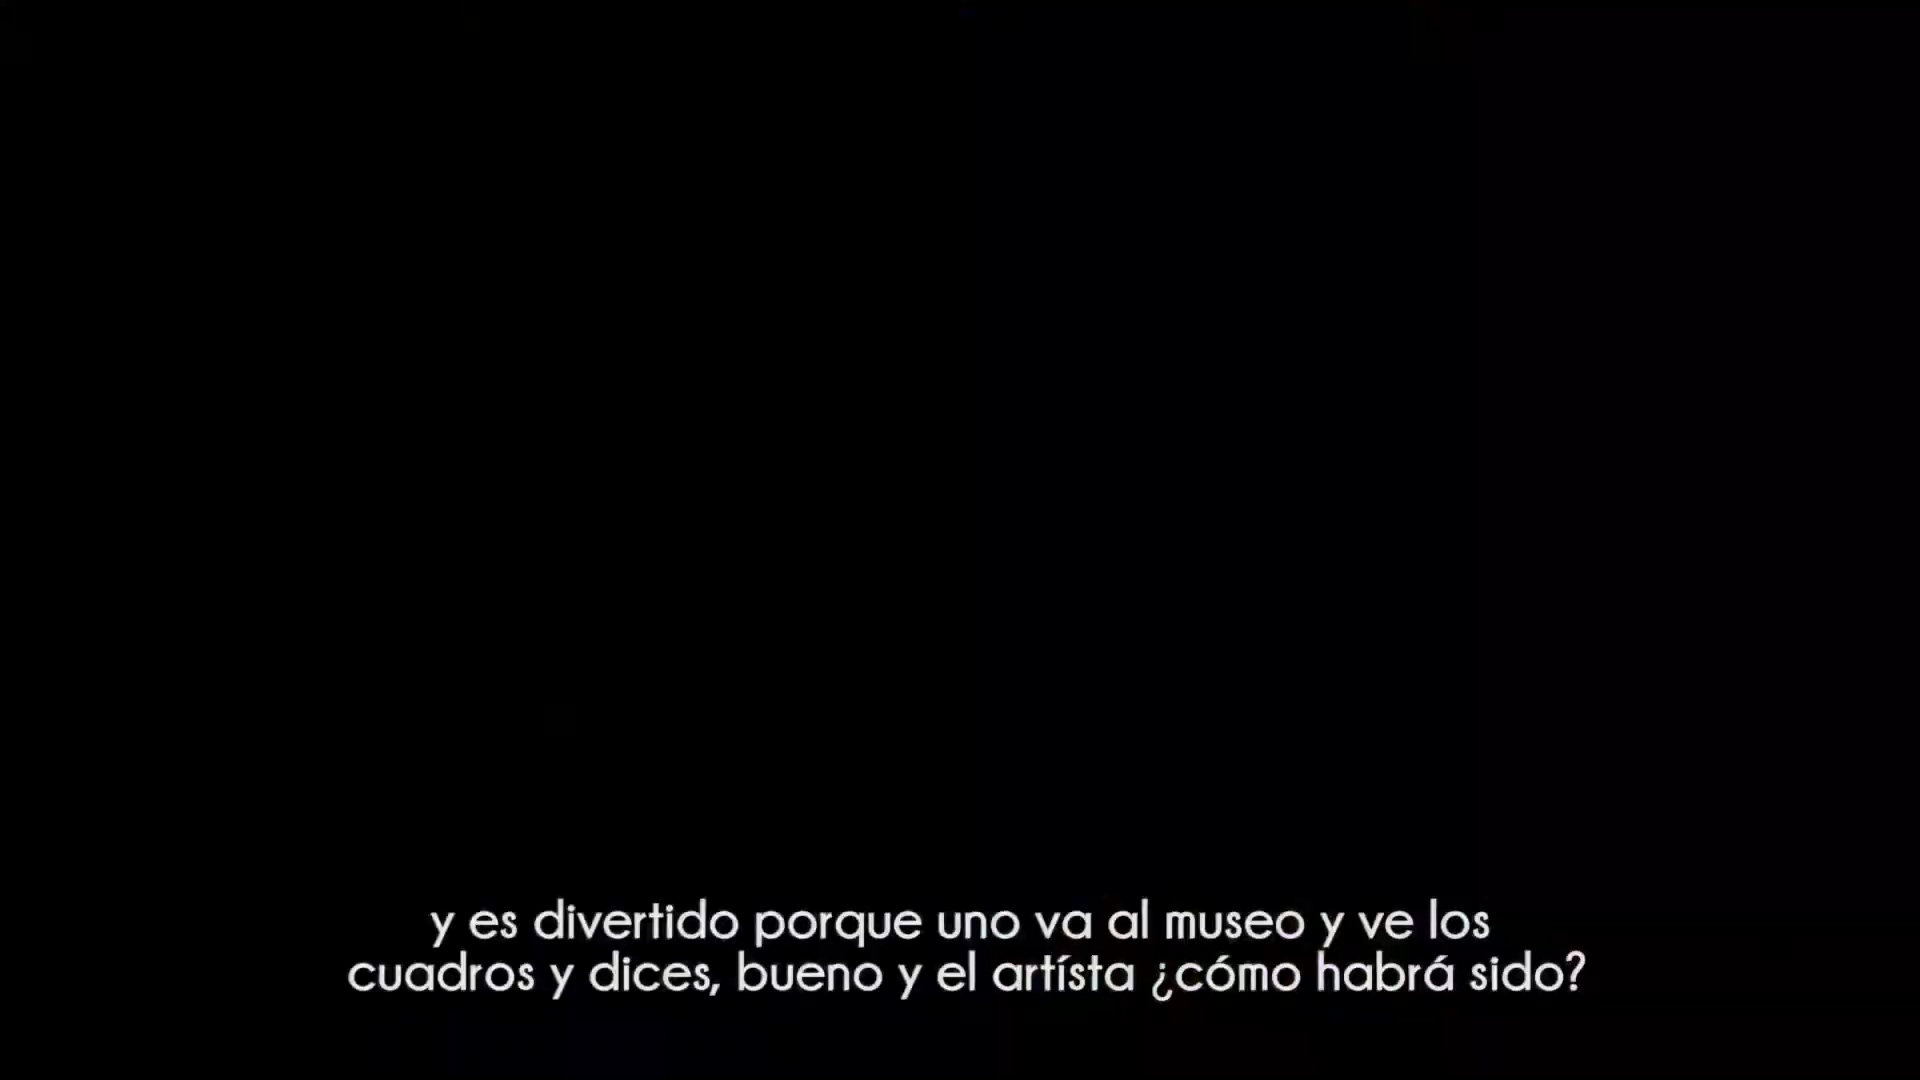 y es divertido porque uno va al museo y ve los
cuadros y dices, bueno y el artísta ¿cómo habrá sido?